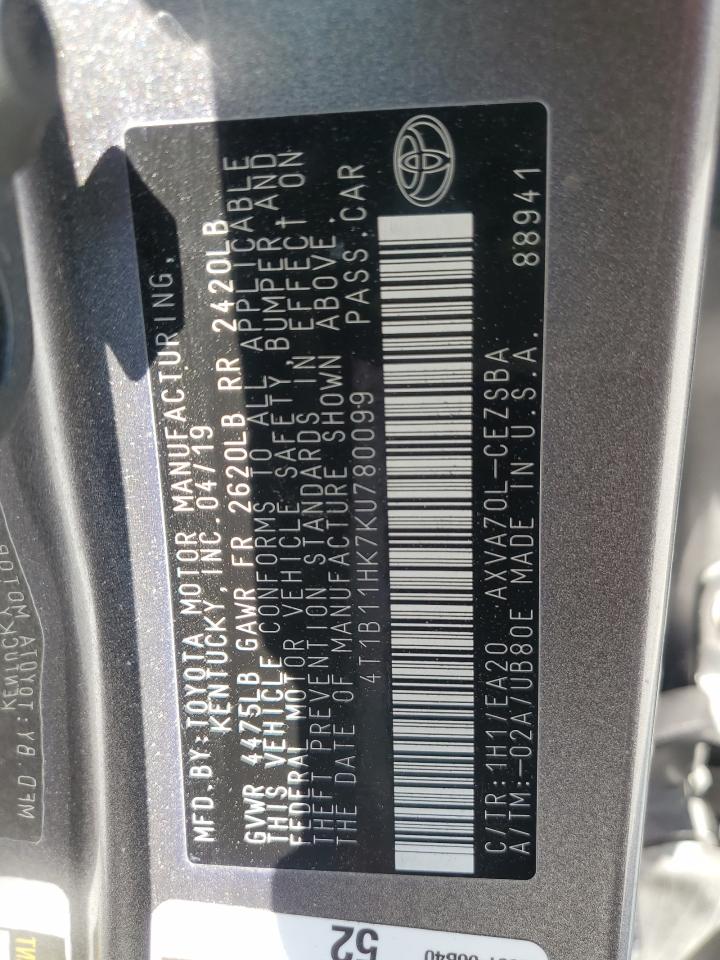 MFD. BY: TOYOTA MOTOR MANUFACTURING,
KENTUCKY, INC. 04/19
GVWR 4475LB GAWR FR 2620LB RR 2420LB
THIS VEHICLE CONFORMS TO ALL APPLICABLE
FEDERAL MOTOR VEHICLE SAFETY, BUMPER AND
THEFT PREVENTION STANDARDS IN EFFECT ON
THE DATE OF MANUFACTURE SHOWN ABOVE.
4T1B11HK7KU780099 PASS.CAR
C/TR:1H1/EA20 AXVA70L-CEZSBA
A/TM:-02A/UB80E MADE IN U.S.A. 88941
52